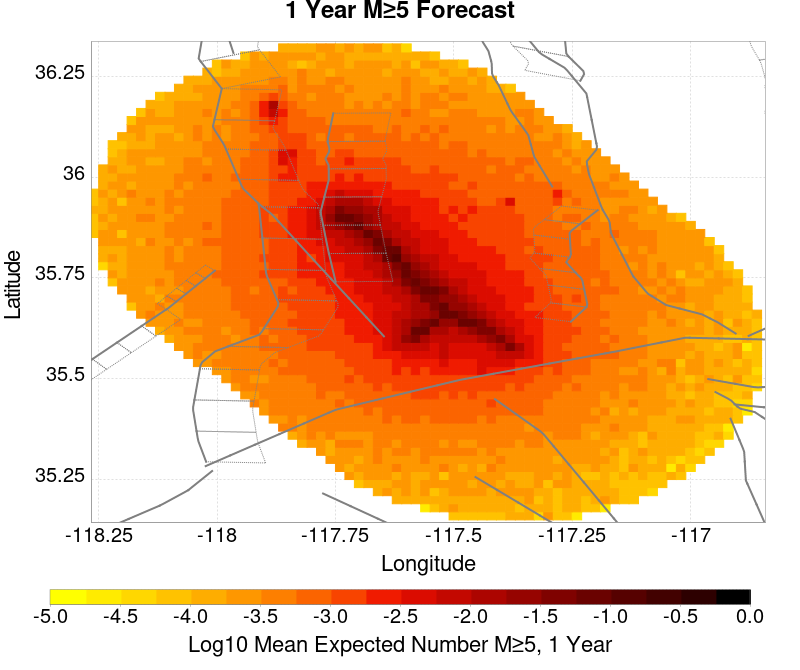 1 Year M≥5 Forecast
36.25
36
35.75
35.5
35.25
Latitude
-118.25 -118 -117.75 -117.5 -117.25 -117
Longitude
-5.0 -4.5 -4.0 -3.5 -3.0 -2.5 -2.0 -1.5 -1.0 -0.5 0.0
Log10 Mean Expected Number M≥5, 1 Year